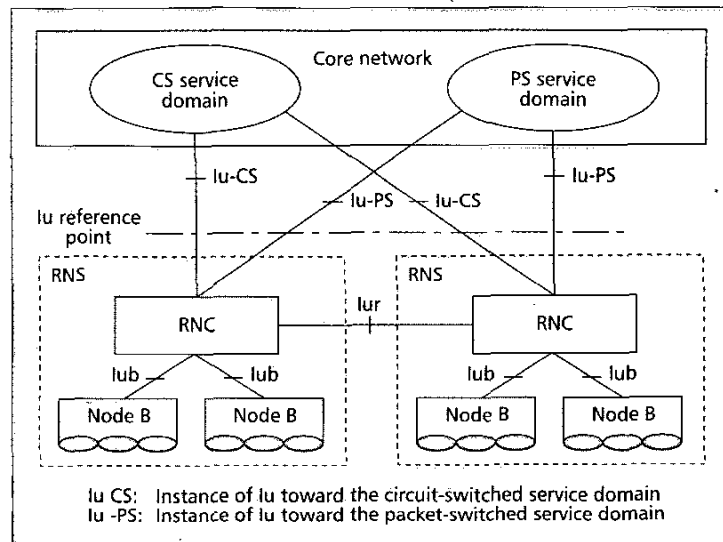 Core network
CS service
domain
PS service
domain
Iu-CS
Iu-PS
Iu-CS
Iu-PS
Iu reference
point
RNS
RNS
RNC
Iur
RNC
Iub
Iub
Iub
Iub
Node B
Node B
Node B
Node B
Iu CS: Instance of Iu toward the circuit-switched service domain
Iu -PS: Instance of Iu toward the packet-switched service domain